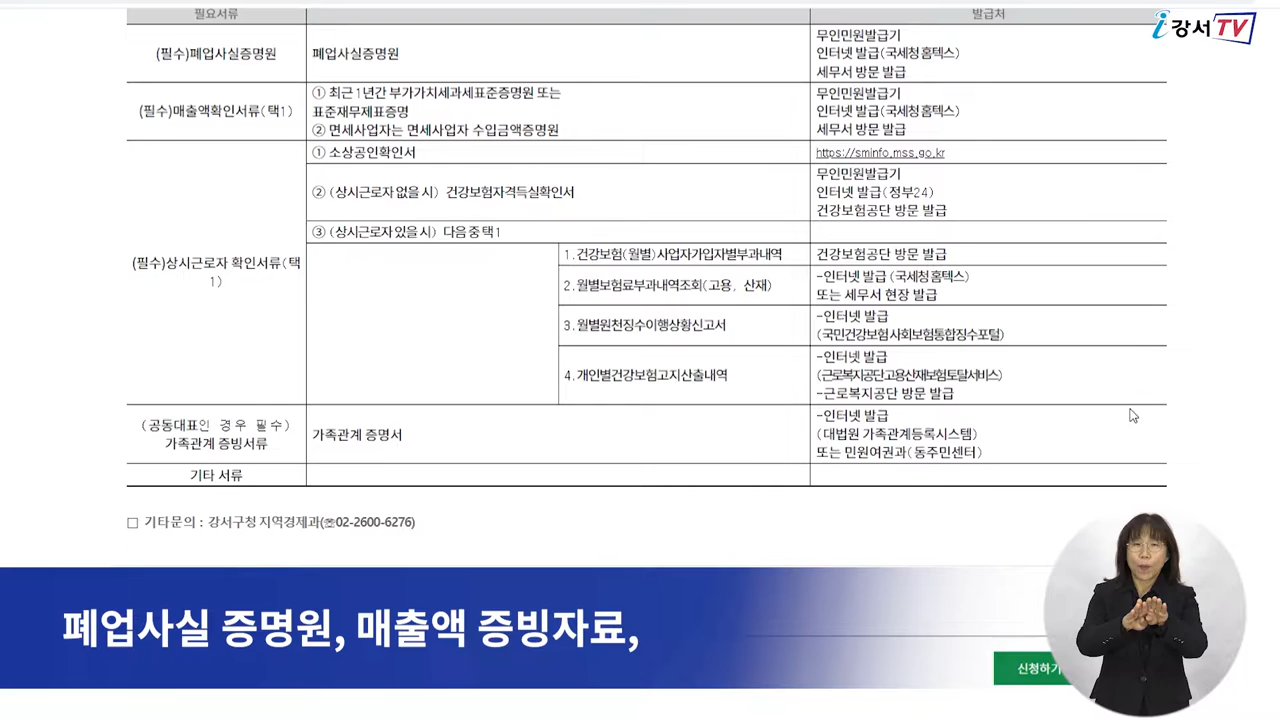 필요서류
발급처
i강서TV
(필수)폐업사실증명원
폐업사실증명원
무인민원발급기
인터넷 발급(국세청홈텍스)
세무서 방문 발급
(필수)매출액확인서류(택1)
① 최근 1년간 부가가치세과세표준증명원 또는
표준재무제표증명
② 면세사업자는 면세사업자 수입금액증명원
무인민원발급기
인터넷 발급(국세청홈텍스)
세무서 방문 발급
(필수)상시근로자 확인서류(택
1)
① 소상공인확인서
https://sminfo.mss.go.kr
② (상시근로자 없을 시) 건강보험자격득실확인서
무인민원발급기
인터넷 발급(정부24)
건강보험공단 방문 발급
③ (상시근로자 있을 시) 다음 중 택1
1.건강보험(월별)사업자가입자별부과내역
건강보험공단 방문 발급
2.월별보험료부과내역조회(고용, 산재)
-인터넷 발급 (국세청홈텍스)
또는 세무서 현장 발급
3.월별원천징수이행상황신고서
-인터넷 발급
(국민건강보험사회보험통합징수포털)
4.개인별건강보험고지산출내역
-인터넷 발급
(근로복지공단고용산재보험토탈서비스)
-근로복지공단 방문 발급
(공동대표인 경우 필수)
가족관계 증빙서류
가족관계 증명서
-인터넷 발급
(대법원 가족관계등록시스템)
또는 민원여권과(동주민센터)
기타 서류
□ 기타문의 : 강서구청 지역경제과(☏02-2600-6276)
폐업사실 증명원, 매출액 증빙자료,
신청하기